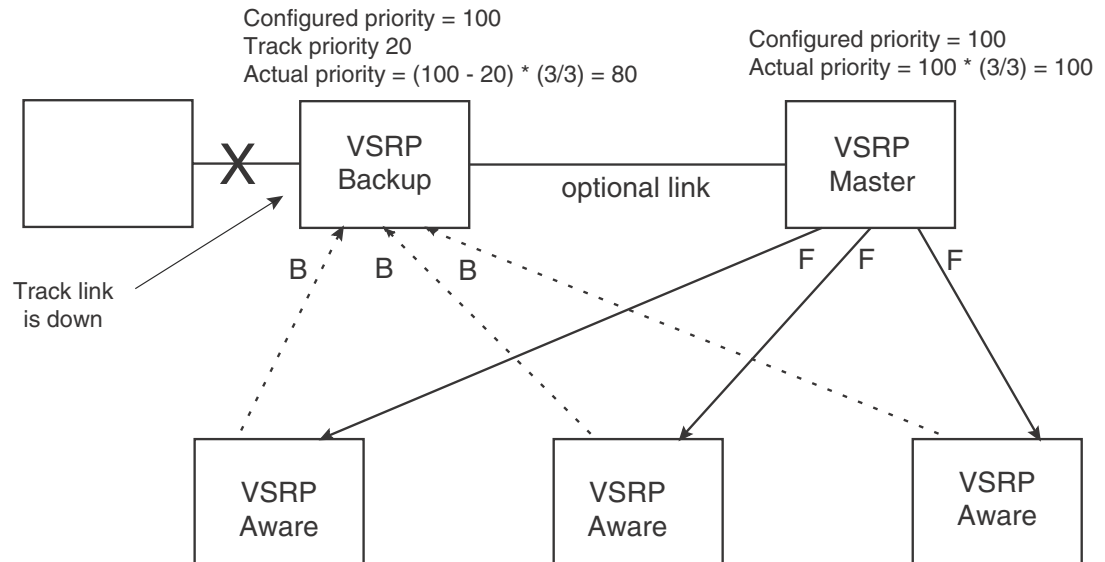 Configured priority = 100
Track priority 20
Actual priority = (100 - 20) * (3/3) = 80
Configured priority = 100
Actual priority = 100 * (3/3) = 100
X
VSRP
Backup
optional link
VSRP
Master
B
B
B
F
F
F
Track link
is down
VSRP
Aware
VSRP
Aware
VSRP
Aware